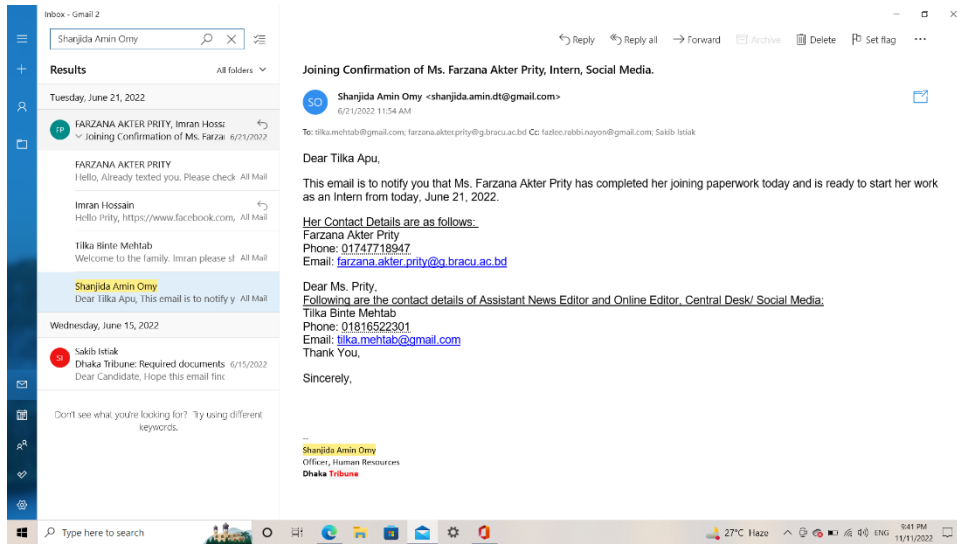 Inbox - Gmail 2
Shanjida Amin Omy
Reply
Reply all
Forward
Archive
Delete
Set flag
Results
All folders
Tuesday, June 21, 2022
FP
FARZANA AKTER PRITY, Imran Hossa
Joining Confirmation of Ms. Farza 6/21/2022
FARZANA AKTER PRITY
Hello, Already texted you. Please check All Mail
Imran Hossain
Hello Prity, https://www.facebook.com, All Mail
Tilka Binte Mehtab
Welcome to the family. Imran please sl All Mail
Shanjida Amin Omy
Dear Tilka Apu, This email is to notify y All Mail
Wednesday, June 15, 2022
SI
Sakib Istiak
Dhaka Tribune: Required documents 6/15/2022
Dear Candidate, Hope this email finc
Don't see what you're looking for? Try using different
keywords.
Joining Confirmation of Ms. Farzana Akter Prity, Intern, Social Media.
SO
Shanjida Amin Omy <shanjida.amin.dt@gmail.com>
6/21/2022 11:54 AM
To: tilka.mehtab@gmail.com; farzana.akter.prity@g.bracu.ac.bd Cc: fazlee.rabbi.nayon@gmail.com; Sakib Istiak
Dear Tilka Apu,
This email is to notify you that Ms. Farzana Akter Prity has completed her joining paperwork today and is ready to start her work
as an Intern from today, June 21, 2022.
Her Contact Details are as follows:
Farzana Akter Prity
Phone: 01747718947
Email: farzana.akter.prity@g.bracu.ac.bd
Dear Ms. Prity,
Following are the contact details of Assistant News Editor and Online Editor, Central Desk/ Social Media:
Tilka Binte Mehtab
Phone: 01816522301
Email: tilka.mehtab@gmail.com
Thank You,
Sincerely,
--
Shanjida Amin Omy
Officer, Human Resources
Dhaka Tribune
Type here to search
27°C Haze
ENG
9:41 PM
11/11/2022